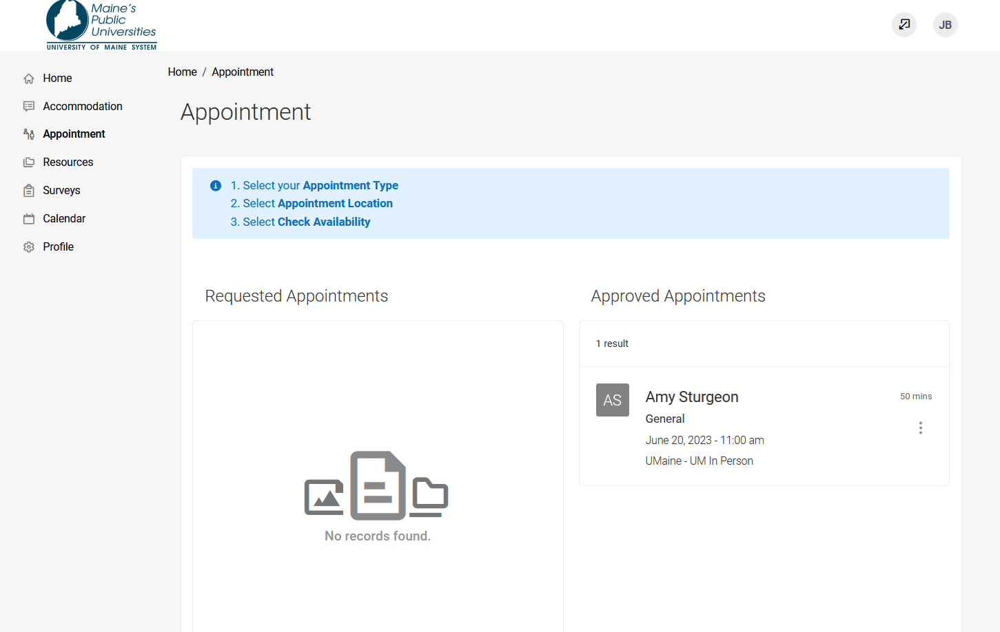 Maine's
Public
Universities
UNIVERSITY OF MAINE SYSTEM
JB
Home
Accommodation
Appointment
Resources
Surveys
Calendar
Profile
Home / Appointment
Appointment
1. Select your Appointment Type
2. Select Appointment Location
3. Select Check Availability
Requested Appointments
No records found.
Approved Appointments
1 result
AS
Amy Sturgeon
50 mins
General
June 20, 2023 - 11:00 am
UMaine - UM In Person